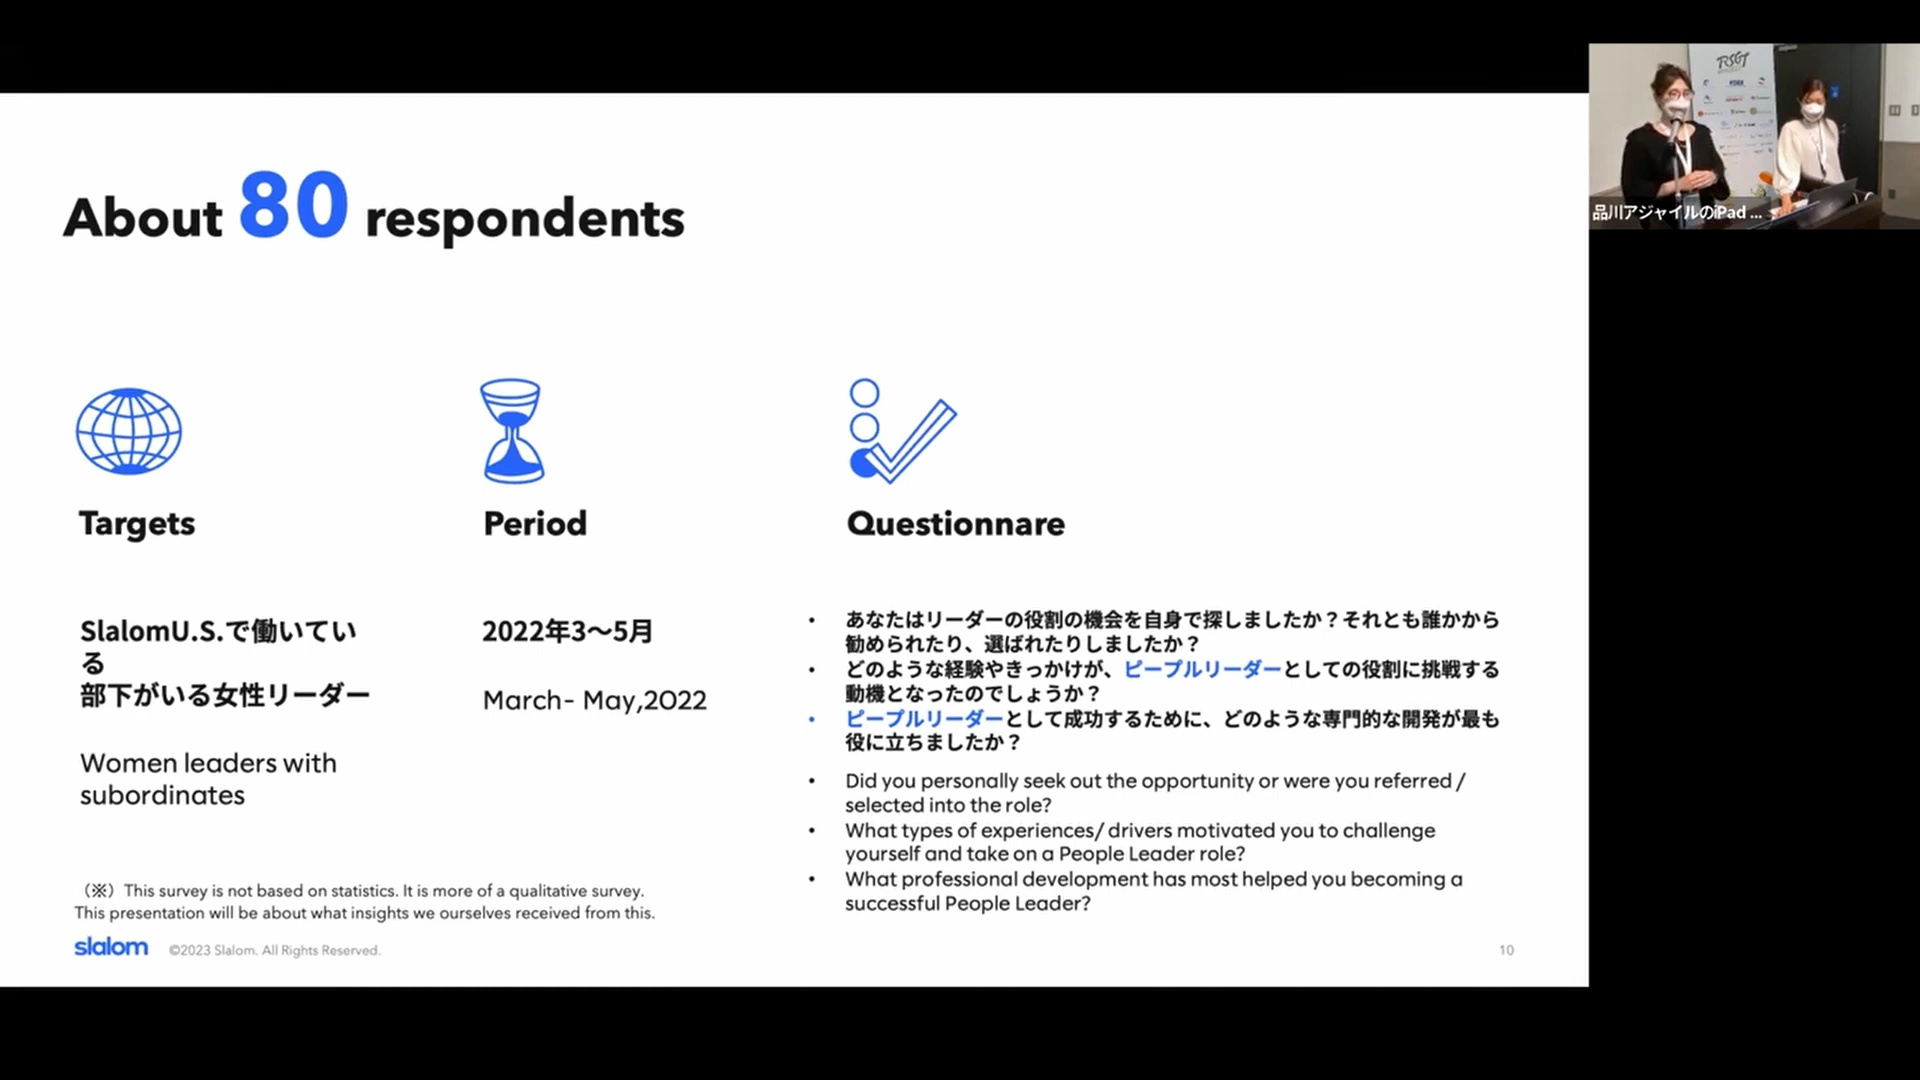 About 80 respondents
Targets
SlalomU.S.で働いてい
る
部下がいる女性リーダー
Women leaders with
subordinates
Period
2022年3～5月
March- May,2022
Questionnare
• あなたはリーダーの役割の機会を自身で探しましたか？それとも誰かから
勧められたり、選ばれたりしましたか？
• どのような経験やきっかけが、ピープルリーダーとしての役割に挑戦する
動機となったのでしょうか？
• ピープルリーダーとして成功するために、どのような専門的な開発が最も
役に立ちましたか？
• Did you personally seek out the opportunity or were you referred /
selected into the role?
• What types of experiences/ drivers motivated you to challenge
yourself and take on a People Leader role?
• What professional development has most helped you becoming a
successful People Leader?
（※）This survey is not based on statistics. It is more of a qualitative survey.
This presentation will be about what insights we ourselves received from this.
slalom
©2023 Slalom. All Rights Reserved.
10
RSGT
品川アジャイルのiPad ...